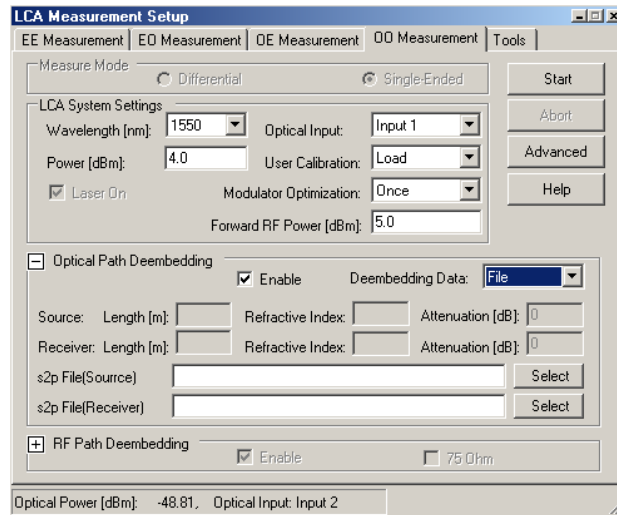 LCA Measurement Setup
EE Measurement EO Measurement OE Measurement OO Measurement Tools
Measure Mode
Differential Single-Ended Start
LCA System Settings
Wavelength [nm]: 1550 Optical Input: Input 1 Abort
Power [dBm]: 4.0 User Calibration: Load Advanced
Laser On Modulator Optimization: Once Help
Forward RF Power [dBm]: 5.0
Optical Path Deembedding
Enable Deembedding Data: File
Source: Length [m]: Refractive Index: Attenuation [dB]: 0
Receiver: Length [m]: Refractive Index: Attenuation [dB]: 0
s2p File(Sourrce) Select
s2p File(Receiver) Select
RF Path Deembedding
Enable 75 Ohm
Optical Power [dBm]: -48.81, Optical Input: Input 2